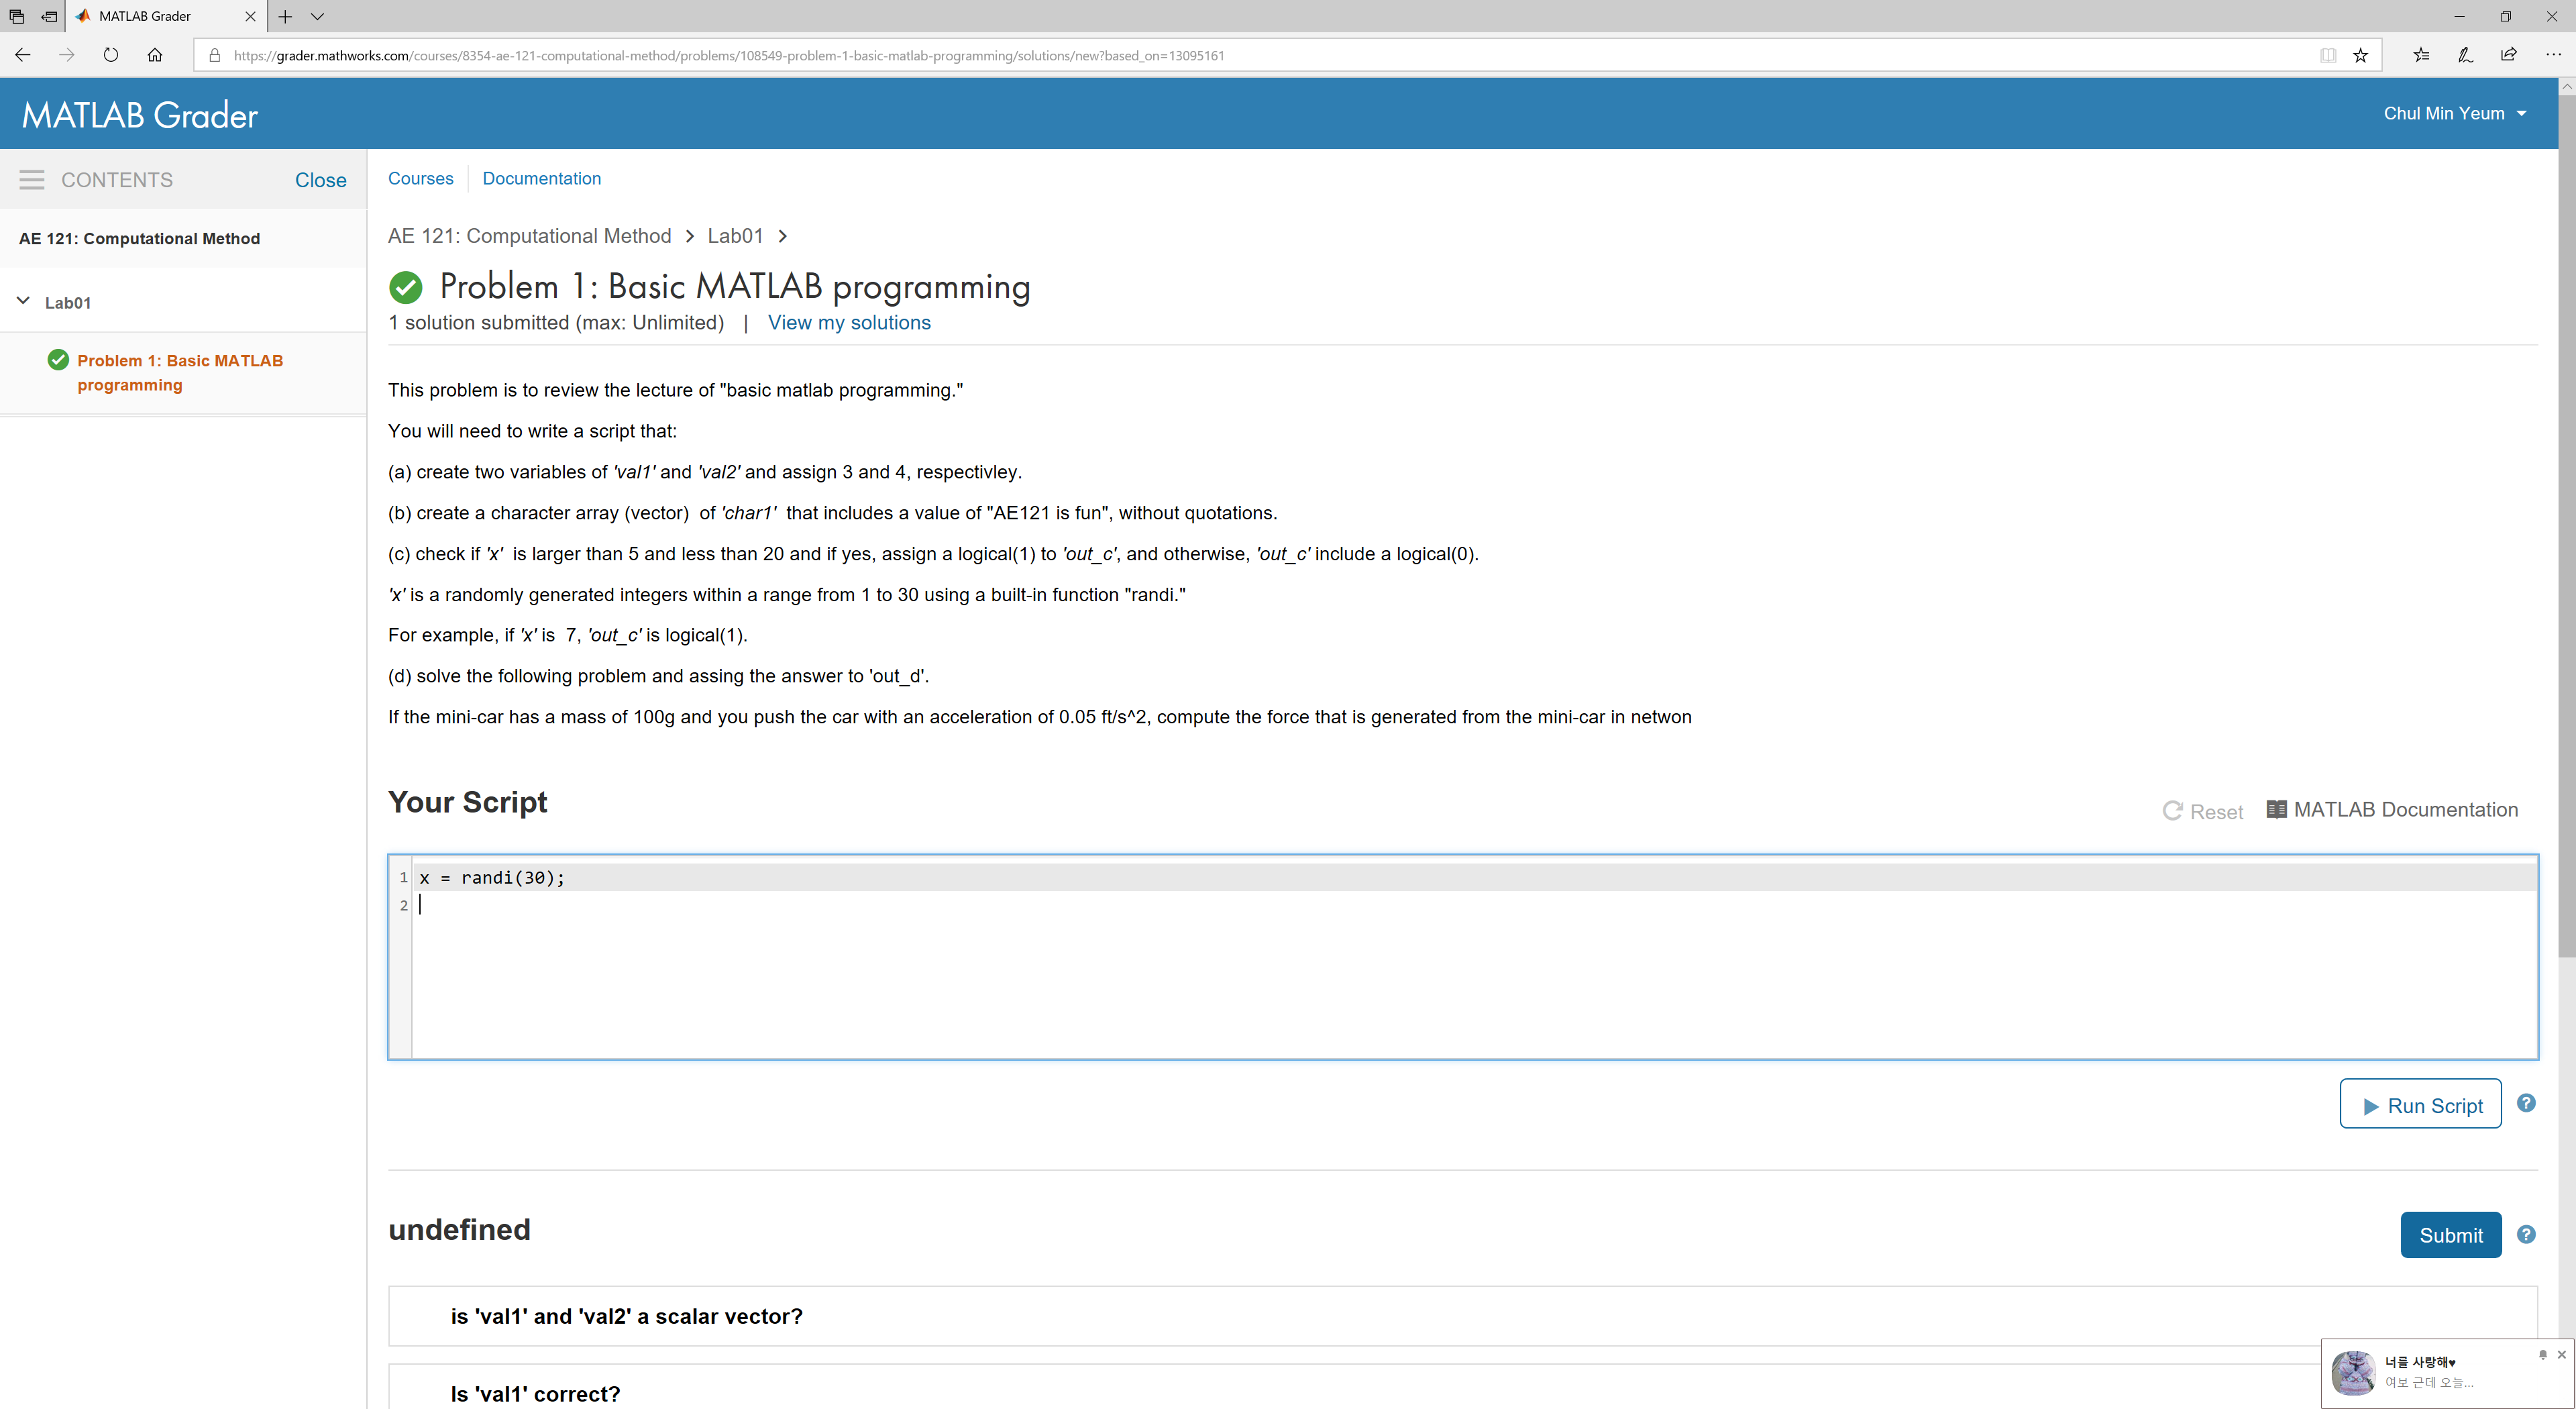 MATLAB Grader
https://grader.mathworks.com/courses/8354-ae-121-computational-method/problems/108549-problem-1-basic-matlab-programming/solutions/new?based_on=13095161
MATLAB Grader
Chul Min Yeum
CONTENTS
Close
AE 121: Computational Method
Lab01
Problem 1: Basic MATLAB
programming
Courses
Documentation
AE 121: Computational Method > Lab01 >
Problem 1: Basic MATLAB programming
1 solution submitted (max: Unlimited) | View my solutions
This problem is to review the lecture of "basic matlab programming."
You will need to write a script that:
(a) create two variables of 'val1' and 'val2' and assign 3 and 4, respectivley.
(b) create a character array (vector) of 'char1' that includes a value of "AE121 is fun", without quotations.
(c) check if 'x' is larger than 5 and less than 20 and if yes, assign a logical(1) to 'out_c', and otherwise, 'out_c' include a logical(0).
'x' is a randomly generated integers within a range from 1 to 30 using a built-in function "randi."
For example, if 'x' is 7, 'out_c' is logical(1).
(d) solve the following problem and assing the answer to 'out_d'.
If the mini-car has a mass of 100g and you push the car with an acceleration of 0.05 ft/s^2, compute the force that is generated from the mini-car in netwon
Your Script
Reset
MATLAB Documentation
1 x = randi(30);
2
Run Script
?
undefined
Submit
?
is 'val1' and 'val2' a scalar vector?
Is 'val1' correct?
너를 사랑해♥
여보 근데 오늘...